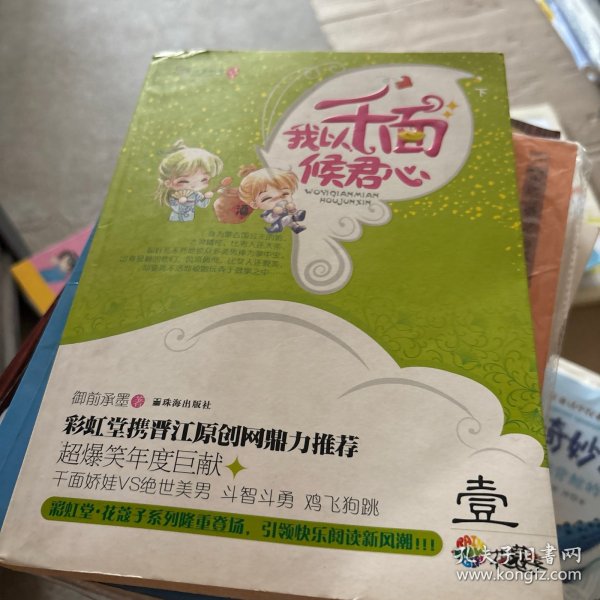 下
我以千面
候君心
WOYIQIANMIAN
HOUJUNXIN
御前承墨 著 珠海出版社
彩虹堂携晋江原创网鼎力推荐
超爆笑年度巨献
千面娇娃VS绝世美男 斗智斗勇 鸡飞狗跳
彩虹堂·花蔻子系列隆重登场，引领快乐阅读新风潮!!!
壹
奇妙
孔夫子旧书网
www.kongfz.com